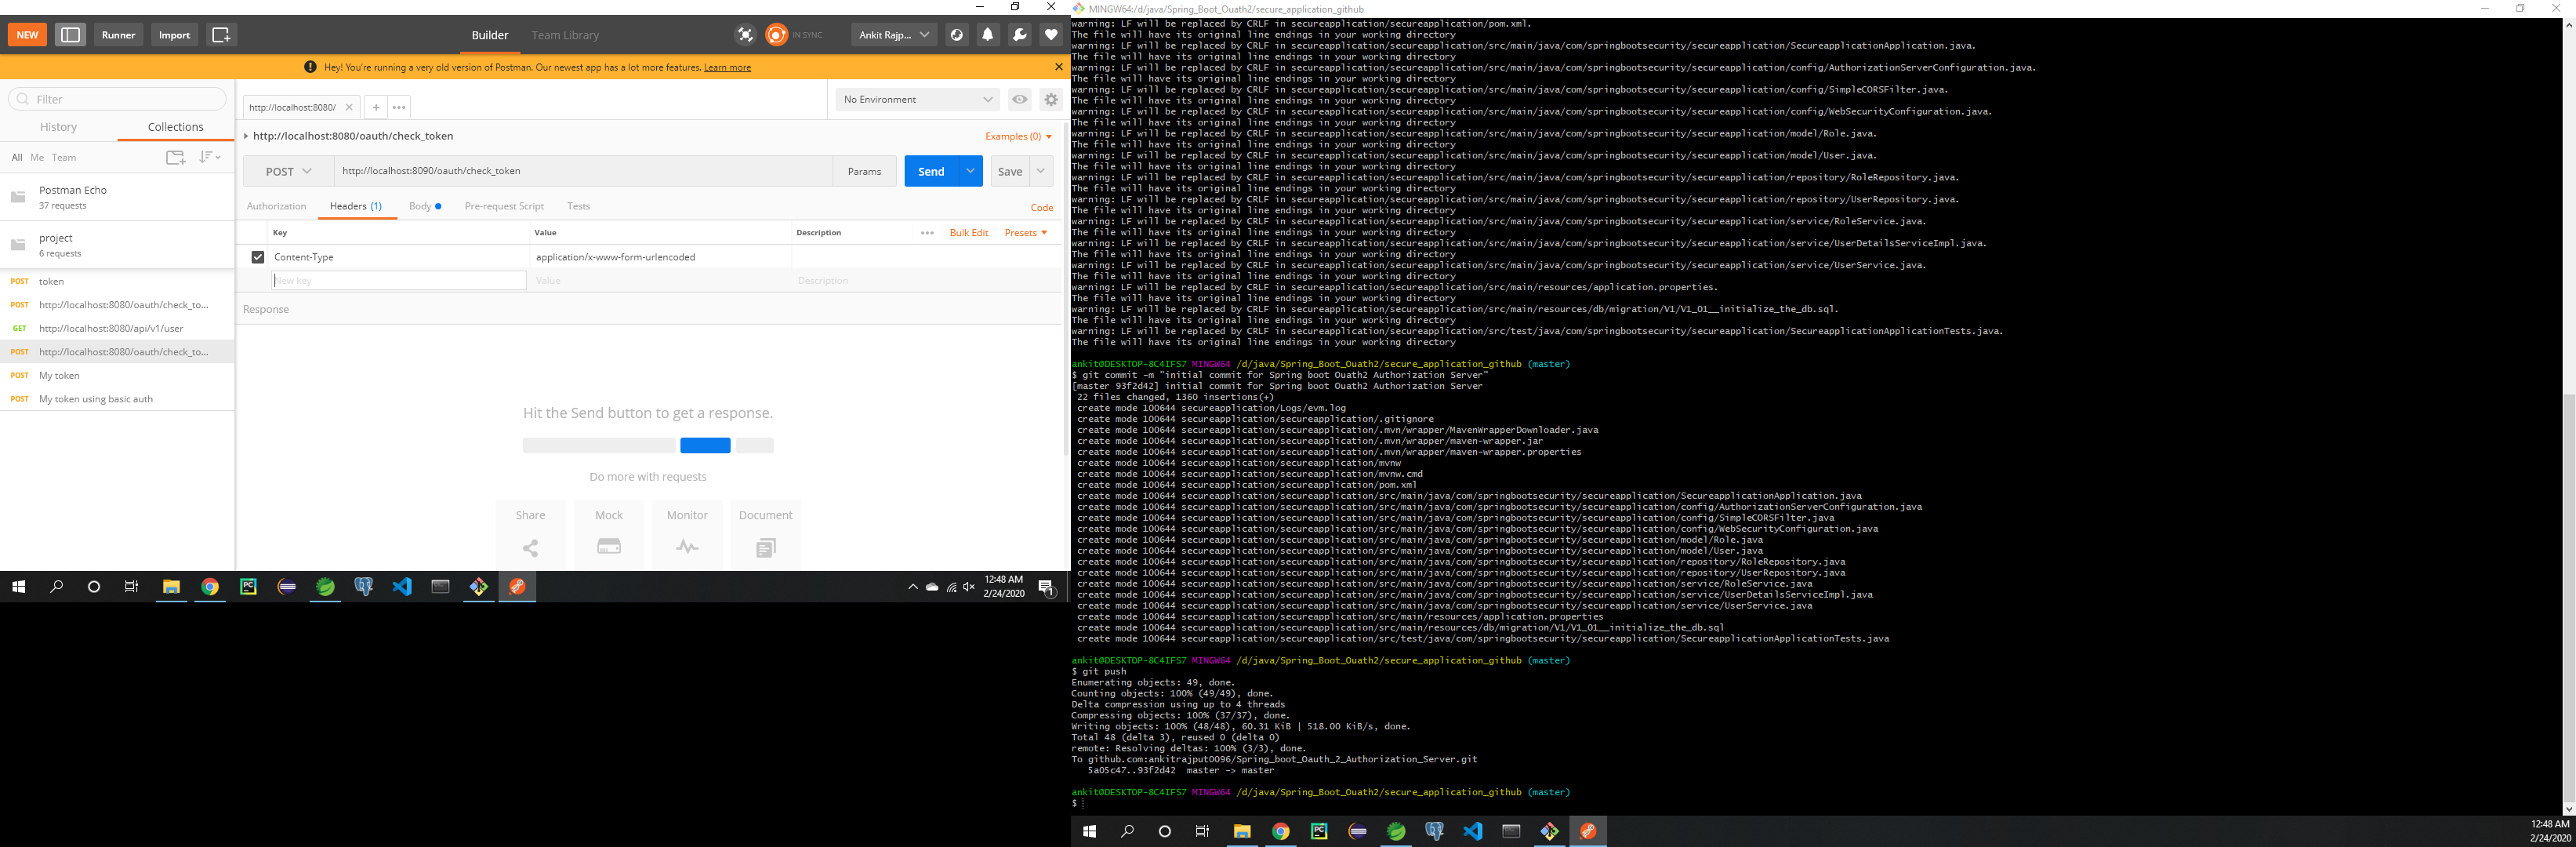 NEW
Runner
Import
Builder
Team Library
IN SYNC
Ankit Rajp...
Hey! You're running a very old version of Postman. Our newest app has a lot more features. Learn more
Filter
History
Collections
All Me Team
Postman Echo
37 requests
project
6 requests
POST token
POST http://localhost:8080/oauth/check_to...
GET http://localhost:8080/api/v1/user
POST http://localhost:8080/oauth/check_to...
POST My token
POST My token using basic auth
http://localhost:8080/
No Environment
http://localhost:8080/oauth/check_token
Examples (0)
POST
http://localhost:8090/oauth/check_token
Params
Send
Save
Authorization
Headers (1)
Body
Pre-request Script
Tests
Code
Key
Value
Description
Bulk Edit
Presets
Content-Type
application/x-www-form-urlencoded
New key
Value
Description
Response
Hit the Send button to get a response.
Do more with requests
Share
Mock
Monitor
Document
12:48 AM
2/24/2020
MINGW64:/d/java/Spring_Boot_Ouath2/secure_application_github
warning: LF will be replaced by CRLF in secureapplication/secureapplication/pom.xml.
The file will have its original line endings in your working directory
warning: LF will be replaced by CRLF in secureapplication/secureapplication/src/main/java/com/springbootsecurity/secureapplication/SecureapplicationApplication.java.
The file will have its original line endings in your working directory
warning: LF will be replaced by CRLF in secureapplication/secureapplication/src/main/java/com/springbootsecurity/secureapplication/config/AuthorizationServerConfiguration.java.
The file will have its original line endings in your working directory
warning: LF will be replaced by CRLF in secureapplication/secureapplication/src/main/java/com/springbootsecurity/secureapplication/config/SimpleCORSFilter.java.
The file will have its original line endings in your working directory
warning: LF will be replaced by CRLF in secureapplication/secureapplication/src/main/java/com/springbootsecurity/secureapplication/config/WebSecurityConfiguration.java.
The file will have its original line endings in your working directory
warning: LF will be replaced by CRLF in secureapplication/secureapplication/src/main/java/com/springbootsecurity/secureapplication/model/Role.java.
The file will have its original line endings in your working directory
warning: LF will be replaced by CRLF in secureapplication/secureapplication/src/main/java/com/springbootsecurity/secureapplication/model/User.java.
The file will have its original line endings in your working directory
warning: LF will be replaced by CRLF in secureapplication/secureapplication/src/main/java/com/springbootsecurity/secureapplication/repository/RoleRepository.java.
The file will have its original line endings in your working directory
warning: LF will be replaced by CRLF in secureapplication/secureapplication/src/main/java/com/springbootsecurity/secureapplication/repository/UserRepository.java.
The file will have its original line endings in your working directory
warning: LF will be replaced by CRLF in secureapplication/secureapplication/src/main/java/com/springbootsecurity/secureapplication/service/RoleService.java.
The file will have its original line endings in your working directory
warning: LF will be replaced by CRLF in secureapplication/secureapplication/src/main/java/com/springbootsecurity/secureapplication/service/UserDetailsServiceImpl.java.
The file will have its original line endings in your working directory
warning: LF will be replaced by CRLF in secureapplication/secureapplication/src/main/java/com/springbootsecurity/secureapplication/service/UserService.java.
The file will have its original line endings in your working directory
warning: LF will be replaced by CRLF in secureapplication/secureapplication/src/main/resources/application.properties.
The file will have its original line endings in your working directory
warning: LF will be replaced by CRLF in secureapplication/secureapplication/src/main/resources/db/migration/V1/V1_01__initialize_the_db.sql.
The file will have its original line endings in your working directory
warning: LF will be replaced by CRLF in secureapplication/secureapplication/src/test/java/com/springbootsecurity/secureapplication/SecureapplicationApplicationTests.java.
The file will have its original line endings in your working directory
ankit@DESKTOP-8C4IFS7 MINGW64 /d/java/Spring_Boot_Ouath2/secure_application_github (master)
$ git commit -m "initial commit for Spring boot Ouath2 Authorization Server"
[master 93f2d42] initial commit for Spring boot Ouath2 Authorization Server
22 files changed, 1360 insertions(+)
create mode 100644 secureapplication/Logs/evm.log
create mode 100644 secureapplication/secureapplication/.gitignore
create mode 100644 secureapplication/secureapplication/.mvn/wrapper/MavenWrapperDownloader.java
create mode 100644 secureapplication/secureapplication/.mvn/wrapper/maven-wrapper.jar
create mode 100644 secureapplication/secureapplication/.mvn/wrapper/maven-wrapper.properties
create mode 100644 secureapplication/secureapplication/mvnw
create mode 100644 secureapplication/secureapplication/mvnw.cmd
create mode 100644 secureapplication/secureapplication/pom.xml
create mode 100644 secureapplication/secureapplication/src/main/java/com/springbootsecurity/secureapplication/SecureapplicationApplication.java
create mode 100644 secureapplication/secureapplication/src/main/java/com/springbootsecurity/secureapplication/config/AuthorizationServerConfiguration.java
create mode 100644 secureapplication/secureapplication/src/main/java/com/springbootsecurity/secureapplication/config/SimpleCORSFilter.java
create mode 100644 secureapplication/secureapplication/src/main/java/com/springbootsecurity/secureapplication/config/WebSecurityConfiguration.java
create mode 100644 secureapplication/secureapplication/src/main/java/com/springbootsecurity/secureapplication/model/Role.java
create mode 100644 secureapplication/secureapplication/src/main/java/com/springbootsecurity/secureapplication/model/User.java
create mode 100644 secureapplication/secureapplication/src/main/java/com/springbootsecurity/secureapplication/repository/RoleRepository.java
create mode 100644 secureapplication/secureapplication/src/main/java/com/springbootsecurity/secureapplication/repository/UserRepository.java
create mode 100644 secureapplication/secureapplication/src/main/java/com/springbootsecurity/secureapplication/service/RoleService.java
create mode 100644 secureapplication/secureapplication/src/main/java/com/springbootsecurity/secureapplication/service/UserDetailsServiceImpl.java
create mode 100644 secureapplication/secureapplication/src/main/java/com/springbootsecurity/secureapplication/service/UserService.java
create mode 100644 secureapplication/secureapplication/src/main/resources/application.properties
create mode 100644 secureapplication/secureapplication/src/main/resources/db/migration/V1/V1_01__initialize_the_db.sql
create mode 100644 secureapplication/secureapplication/src/test/java/com/springbootsecurity/secureapplication/SecureapplicationApplicationTests.java
ankit@DESKTOP-8C4IFS7 MINGW64 /d/java/Spring_Boot_Ouath2/secure_application_github (master)
$ git push
Enumerating objects: 49, done.
Counting objects: 100% (49/49), done.
Delta compression using up to 4 threads
Compressing objects: 100% (37/37), done.
Writing objects: 100% (48/48), 60.31 KiB | 518.00 KiB/s, done.
Total 48 (delta 3), reused 0 (delta 0)
remote: Resolving deltas: 100% (3/3), done.
To github.com:ankitrajput0096/Spring_boot_Oauth_2_Authorization_Server.git
5a05c47..93f2d42 master -> master
ankit@DESKTOP-8C4IFS7 MINGW64 /d/java/Spring_Boot_Ouath2/secure_application_github (master)
$
12:48 AM
2/24/2020